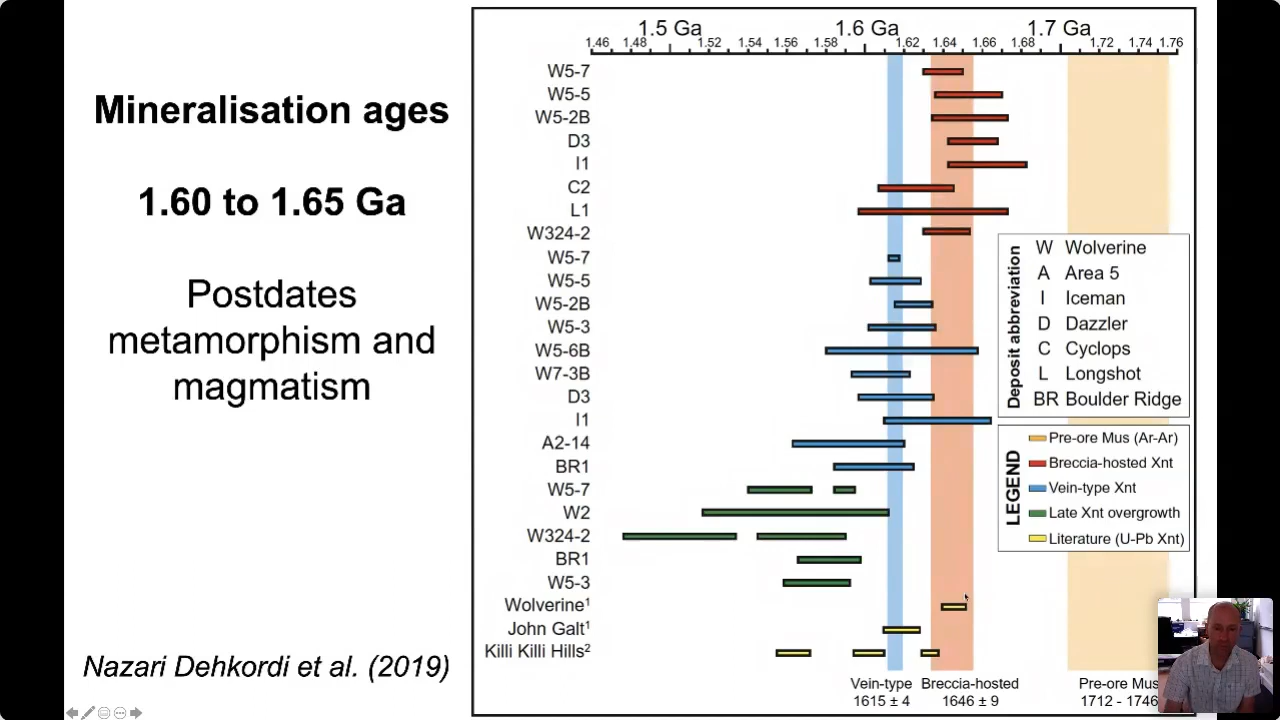 Mineralisation ages
1.60 to 1.65 Ga
Postdates
metamorphism and
magmatism
Nazari Dehkordi et al. (2019)
1.5 Ga 1.6 Ga 1.7 Ga
1.46 1.48 1.52 1.54 1.56 1.58 1.62 1.64 1.66 1.68 1.72 1.74 1.76
W5-7
W5-5
W5-2B
D3
I1
C2
L1
W324-2
W5-7
W5-5
W5-2B
W5-3
W5-6B
W7-3B
D3
I1
A2-14
BR1
W5-7
W2
W324-2
BR1
W5-3
Wolverine¹
John Galt¹
Killi Killi Hills²
Deposit abbreviation
W Wolverine
A Area 5
I Iceman
D Dazzler
C Cyclops
L Longshot
BR Boulder Ridge
LEGEND
Pre-ore Mus (Ar-Ar)
Breccia-hosted Xnt
Vein-type Xnt
Late Xnt overgrowth
Literature (U-Pb Xnt)
Vein-type Breccia-hosted Pre-ore Mus
1615 ± 4 1646 ± 9 1712 - 1746